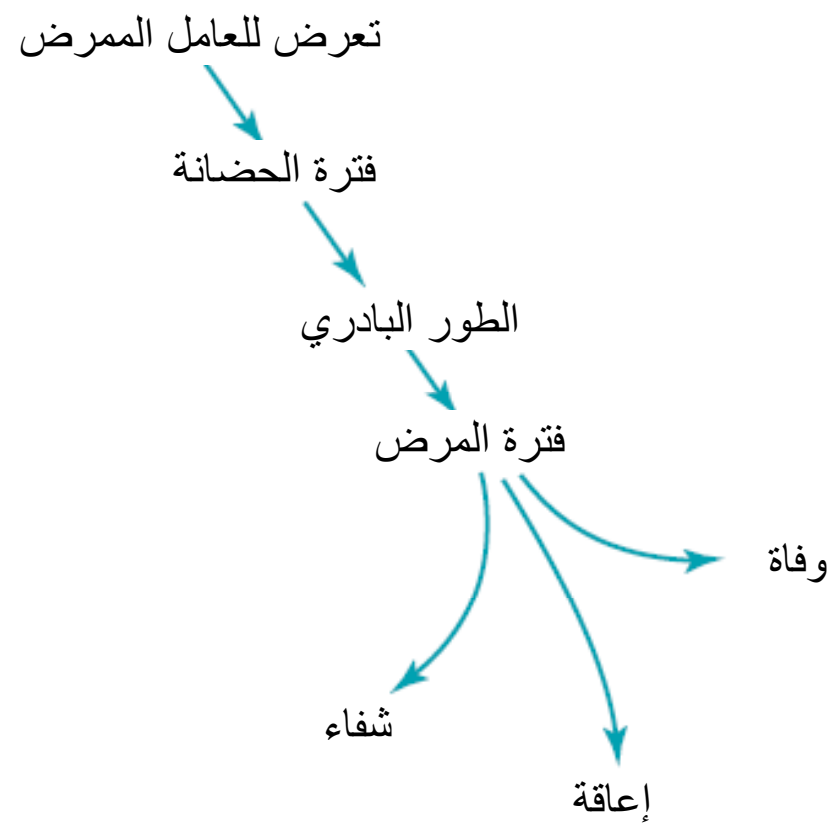 تعرض للعامل الممرض
فترة الحضانة
الطور البادري
فترة المرض
وفاة
شفاء
إعاقة